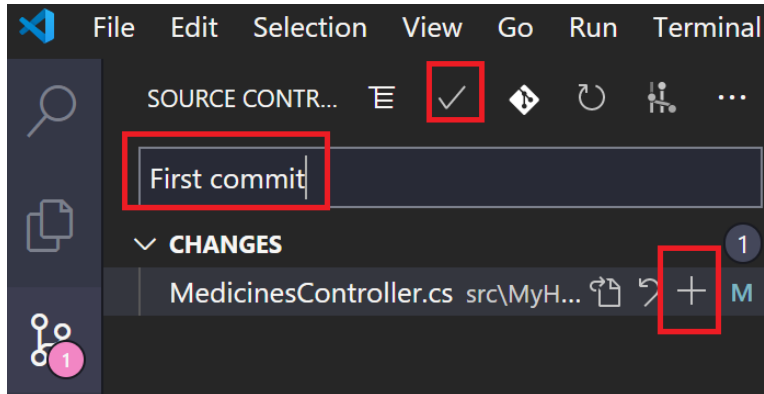 File Edit Selection View Go Run Terminal
SOURCE CONTR...
First commit
CHANGES 1
MedicinesController.cs src\MyH... M
1